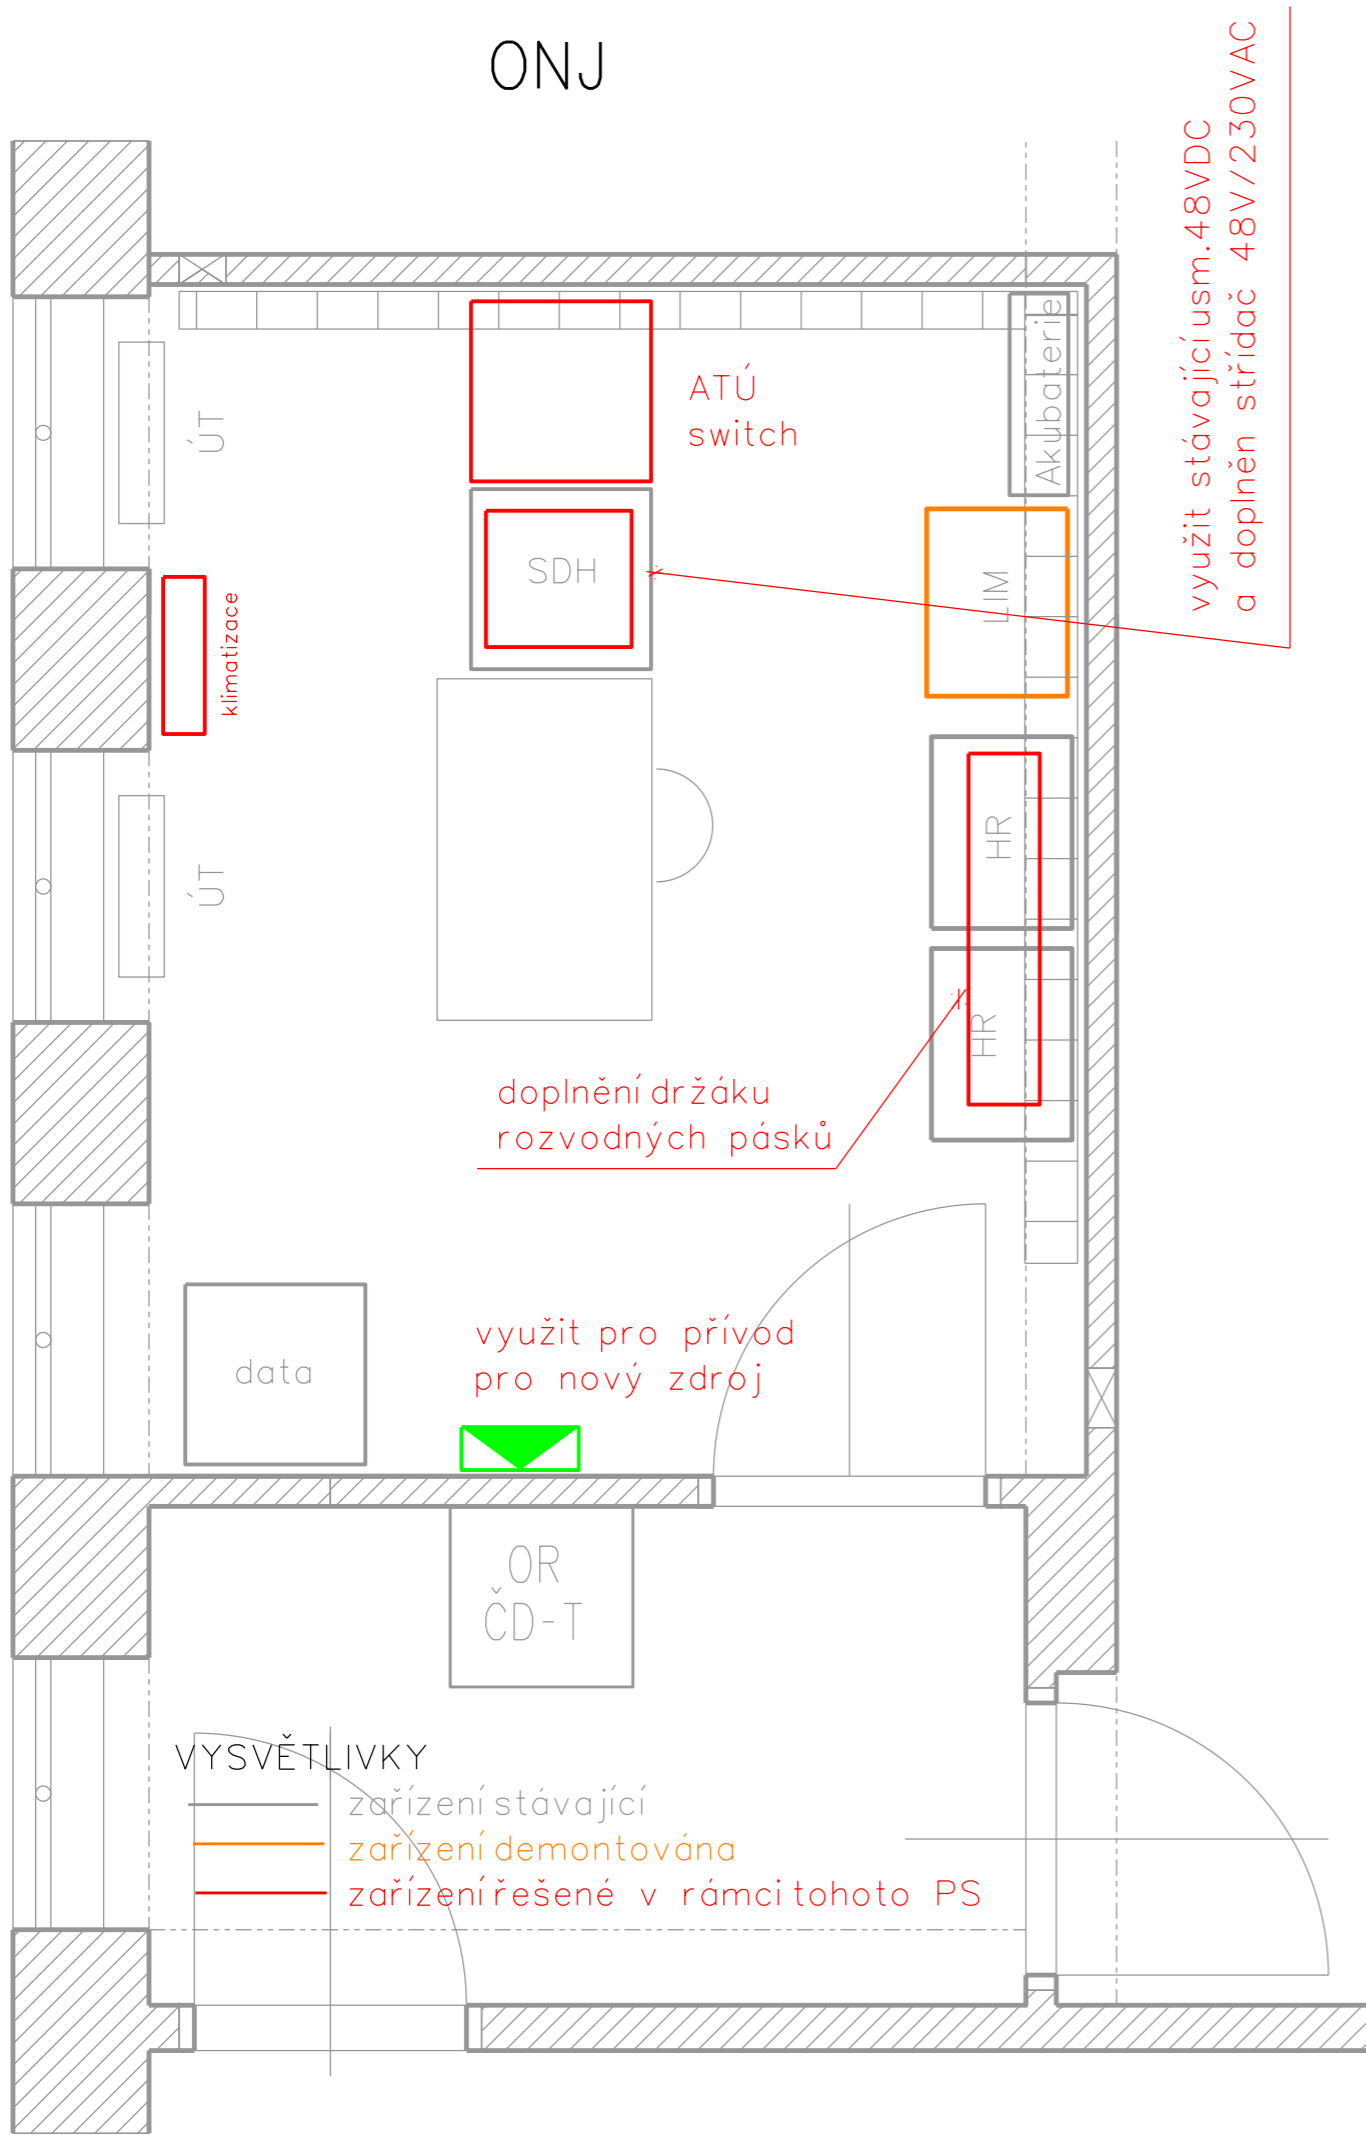 ONJ
využit stávající usm.48VDC
a doplněn střídač 48V/230VAC
Akubaterie
ATÚ
switch
ÚT
SDH
LIM
klimatizace
HR
ÚT
HR
doplnění držáku
rozvodných pásků
využit pro přívod
pro nový zdroj
data
OR
ČD-T
VYSVĚTLIVKY
zařízení stávající
zařízení demontována
zařízení řešené v rámci tohoto PS